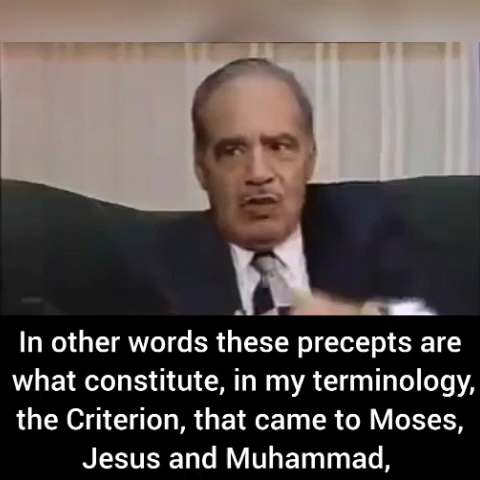 In other words these precepts are
what constitute, in my terminology,
the Criterion, that came to Moses,
Jesus and Muhammad,